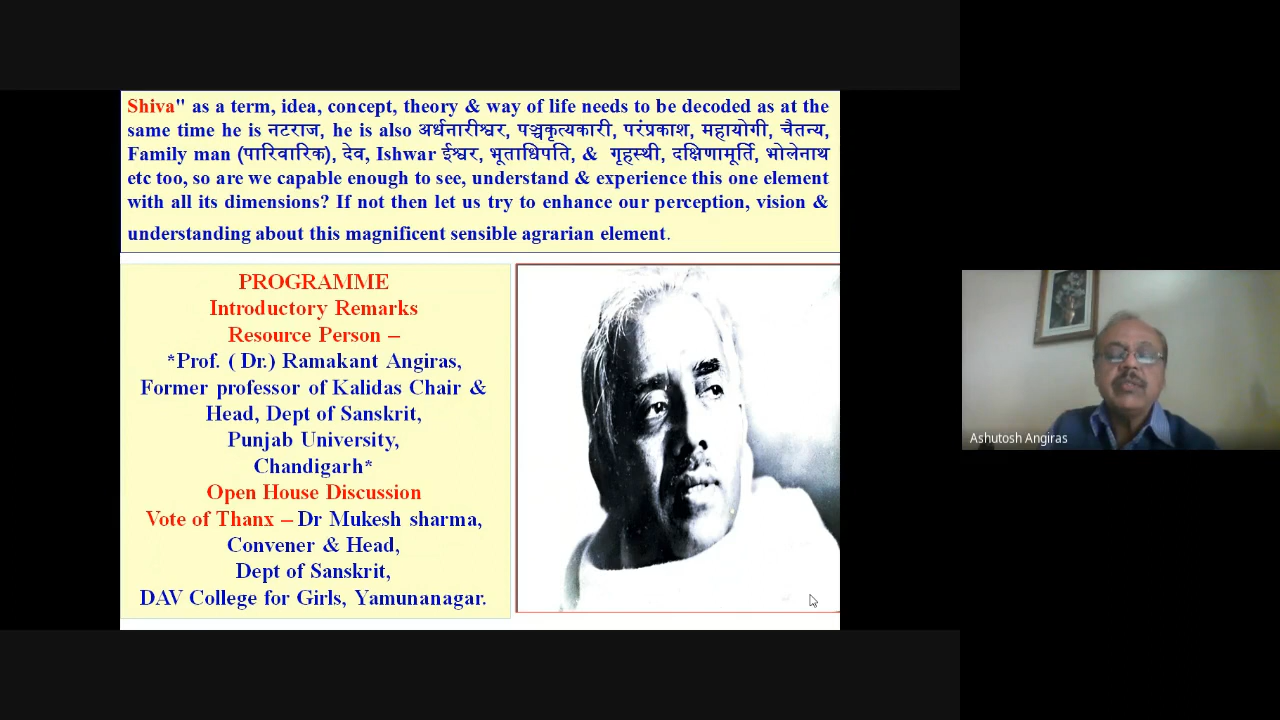 Shiva" as a term, idea, concept, theory & way of life needs to be decoded as at the
same time he is नटराज, he is also अर्धनारीश्वर, पञ्चकृत्यकारी, परंप्रकाश, महायोगी, चैतन्य,
Family man (पारिवारिक), देव, Ishwar ईश्वर, भूताधिपति, & गृहस्थी, दक्षिणामूर्ति, भोलेनाथ
etc too, so are we capable enough to see, understand & experience this one element
with all its dimensions? If not then let us try to enhance our perception, vision &
understanding about this magnificent sensible agrarian element.
PROGRAMME
Introductory Remarks
Resource Person –
*Prof. ( Dr.) Ramakant Angiras,
Former professor of Kalidas Chair &
Head, Dept of Sanskrit,
Punjab University,
Chandigarh*
Open House Discussion
Vote of Thanx – Dr Mukesh sharma,
Convener & Head,
Dept of Sanskrit,
DAV College for Girls, Yamunanagar.
Ashutosh Angiras